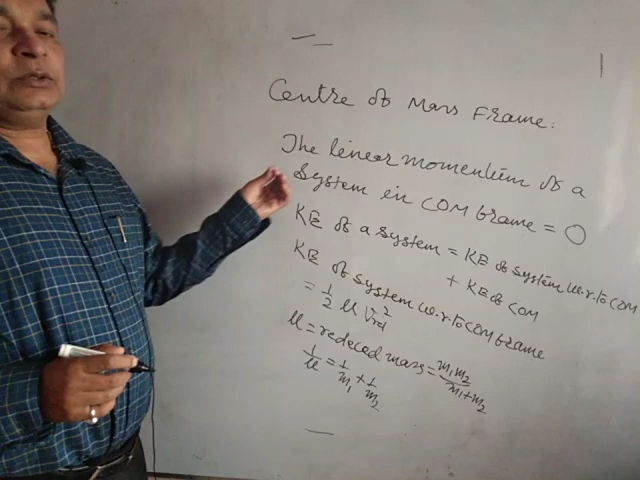 Centre of Mass Frame:
The linear momentum of a
system in COM frame = 0
KE of a system = KE of system w.r.to COM
+ KE of COM
KE of system w.r.to COM frame
= 1/2 μ V²rel
μ = reduced mass = m₁m₂/m₁+m₂
1/μ = 1/m₁ + 1/m₂